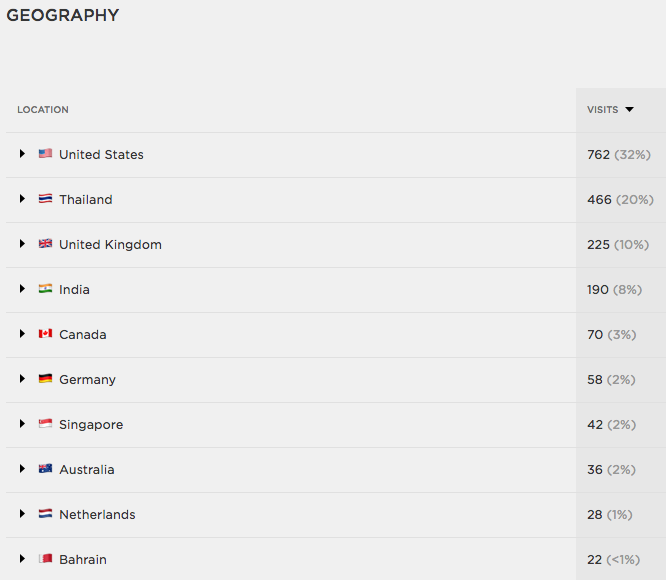 GEOGRAPHY
LOCATION VISITS
United States 762 (32%)
Thailand 466 (20%)
United Kingdom 225 (10%)
India 190 (8%)
Canada 70 (3%)
Germany 58 (2%)
Singapore 42 (2%)
Australia 36 (2%)
Netherlands 28 (1%)
Bahrain 22 (<1%)